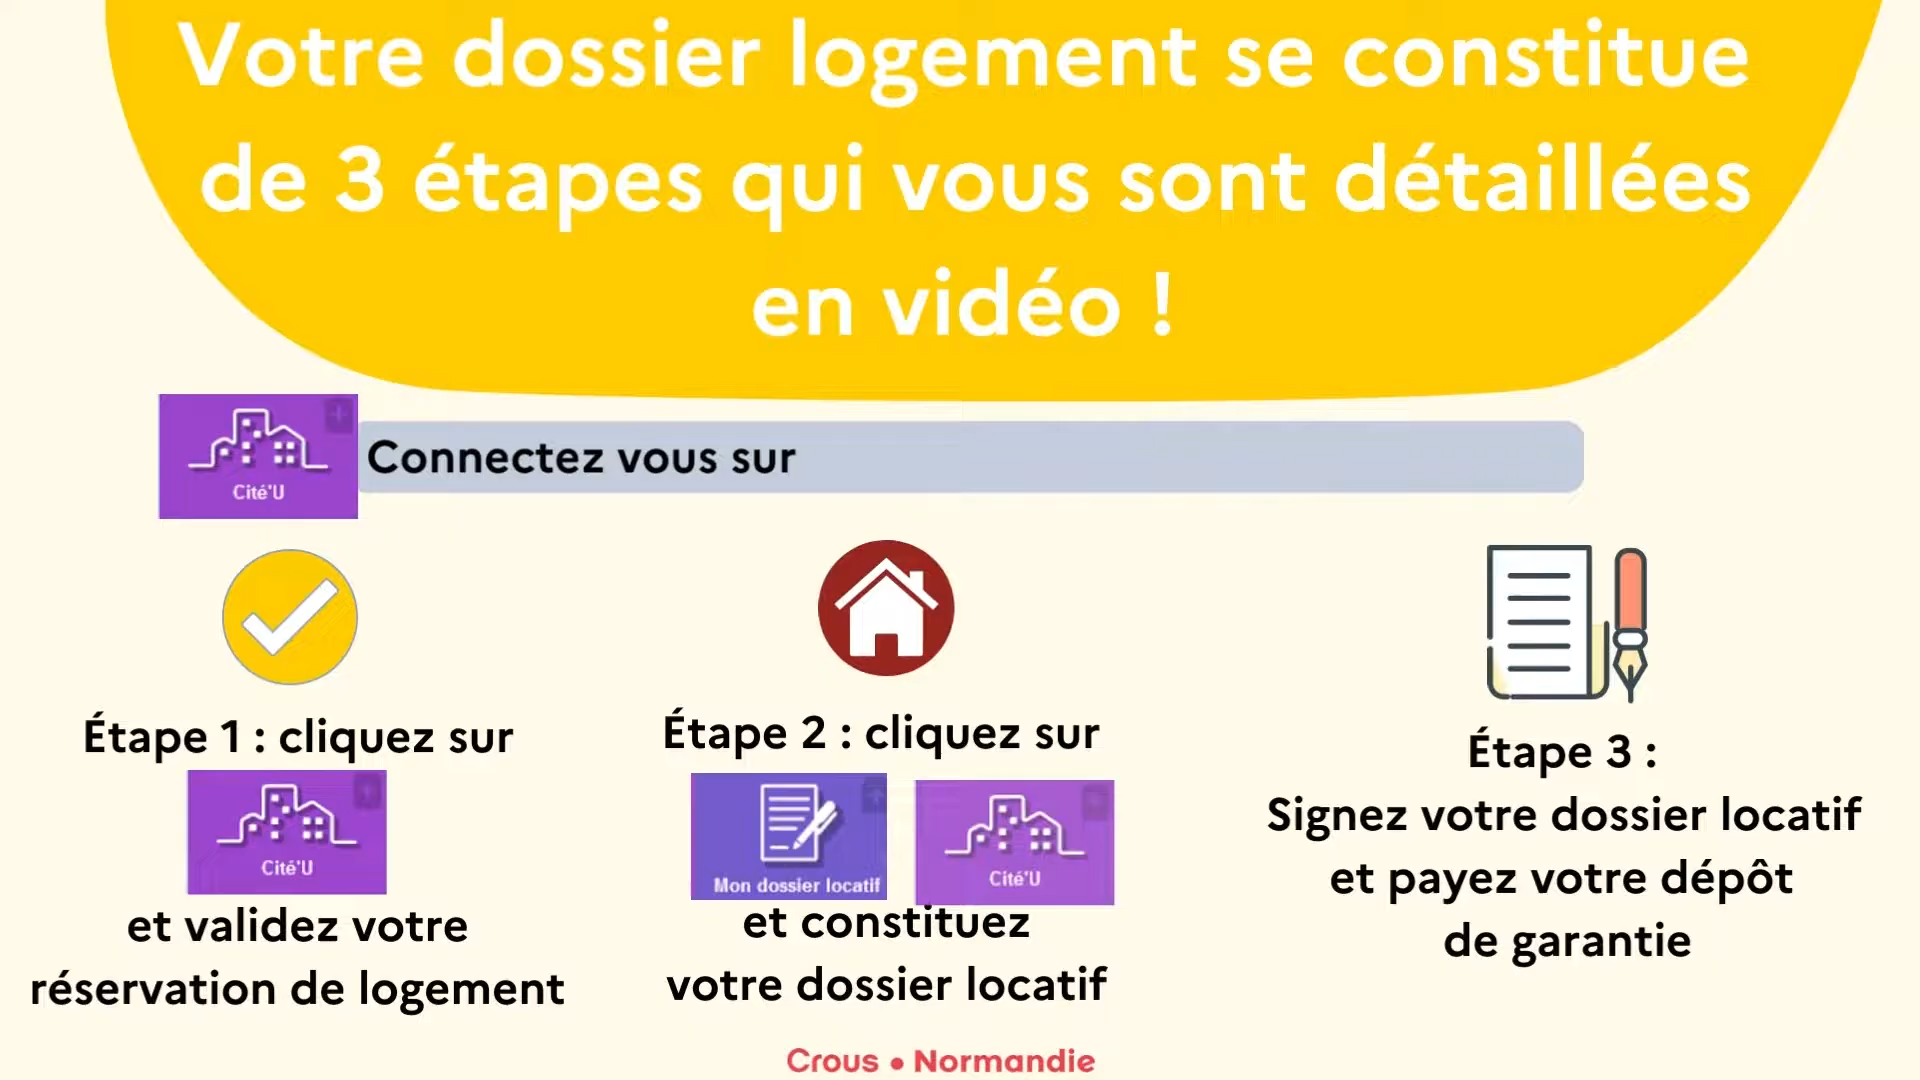 Votre dossier logement se constitue
de 3 étapes qui vous sont détaillées
en vidéo !
Cité'U
Connectez vous sur
Étape 1 : cliquez sur
Cité'U
et validez votre
réservation de logement
Étape 2 : cliquez sur
Mon dossier locatif
Cité'U
et constituez
votre dossier locatif
Étape 3 :
Signez votre dossier locatif
et payez votre dépôt
de garantie
Crous • Normandie